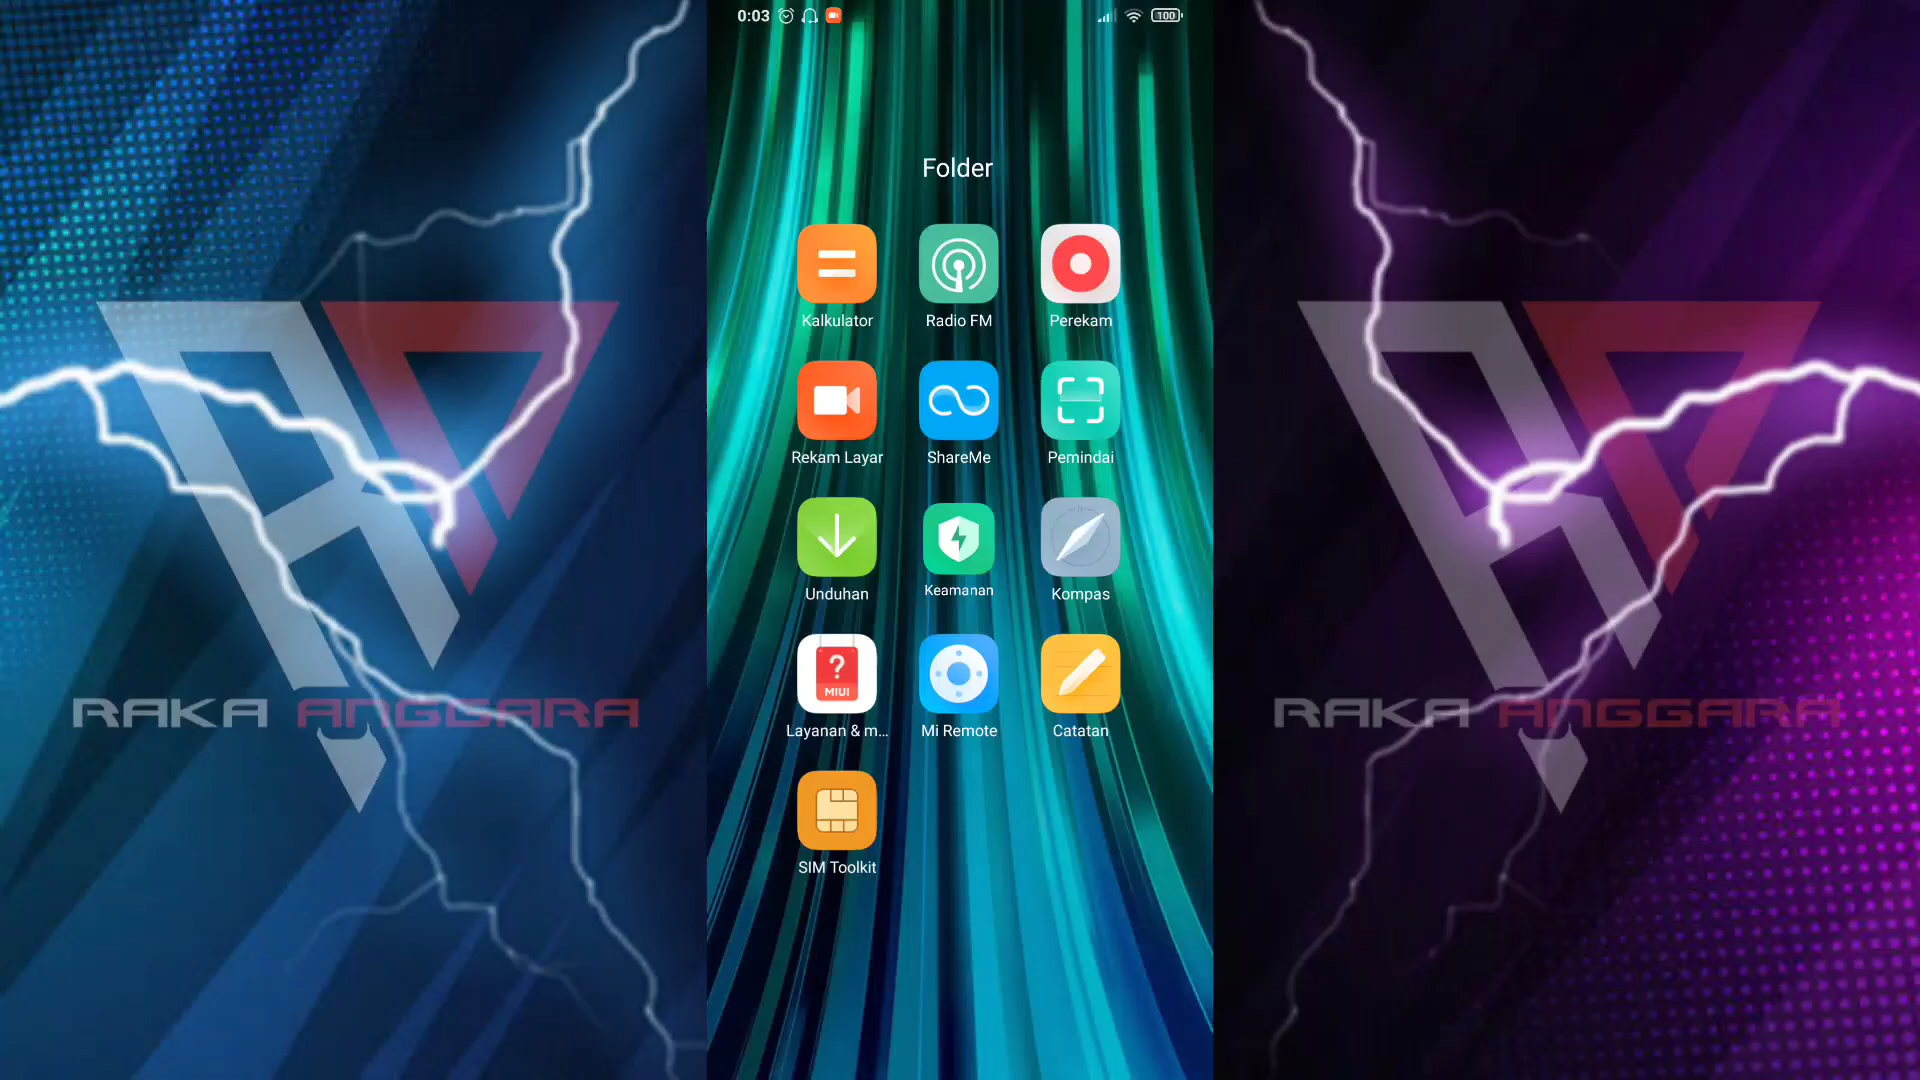 0:03
100
Folder
Kalkulator
Radio FM
Perekam
Rekam Layar
ShareMe
Pemindai
Unduhan
Keamanan
Kompas
?
MIUI
Layanan & m...
Mi Remote
Catatan
SIM Toolkit
RAKA ANGGARA
RAKA ANGGARA